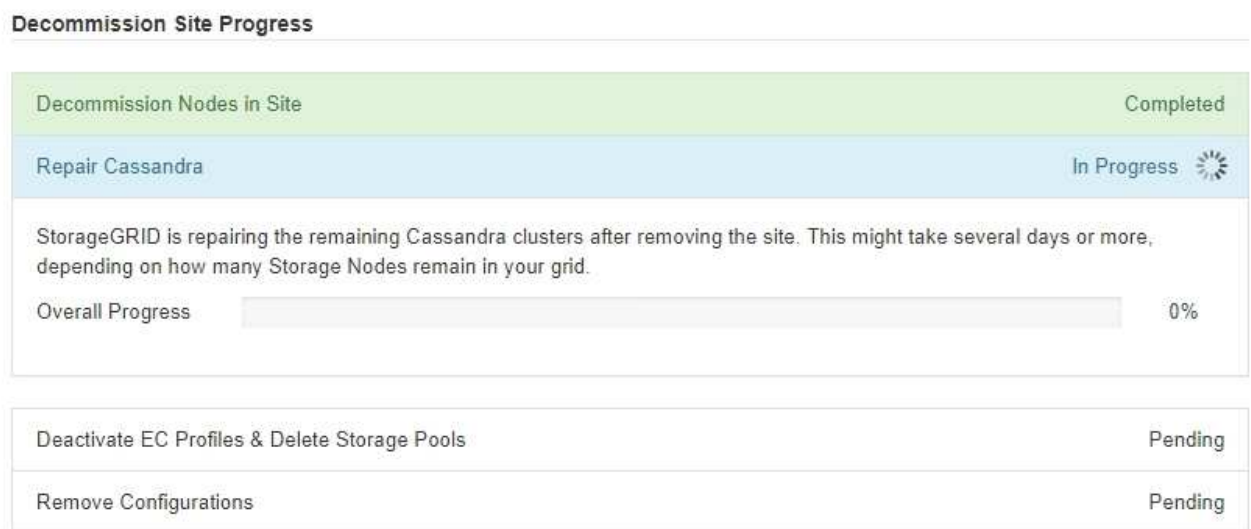 Decommission Site Progress
Decommission Nodes in Site Completed
Repair Cassandra In Progress
StorageGRID is repairing the remaining Cassandra clusters after removing the site. This might take several days or more,
depending on how many Storage Nodes remain in your grid.
Overall Progress 0%
Deactivate EC Profiles & Delete Storage Pools Pending
Remove Configurations Pending